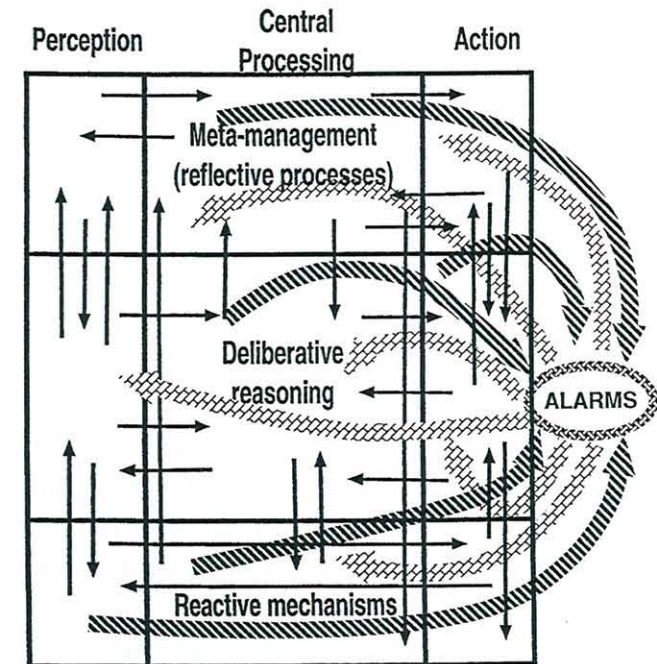 Perception
Central
Processing
Action
Meta-management
(reflective processes)
Deliberative
reasoning
ALARMS
Reactive mechanisms